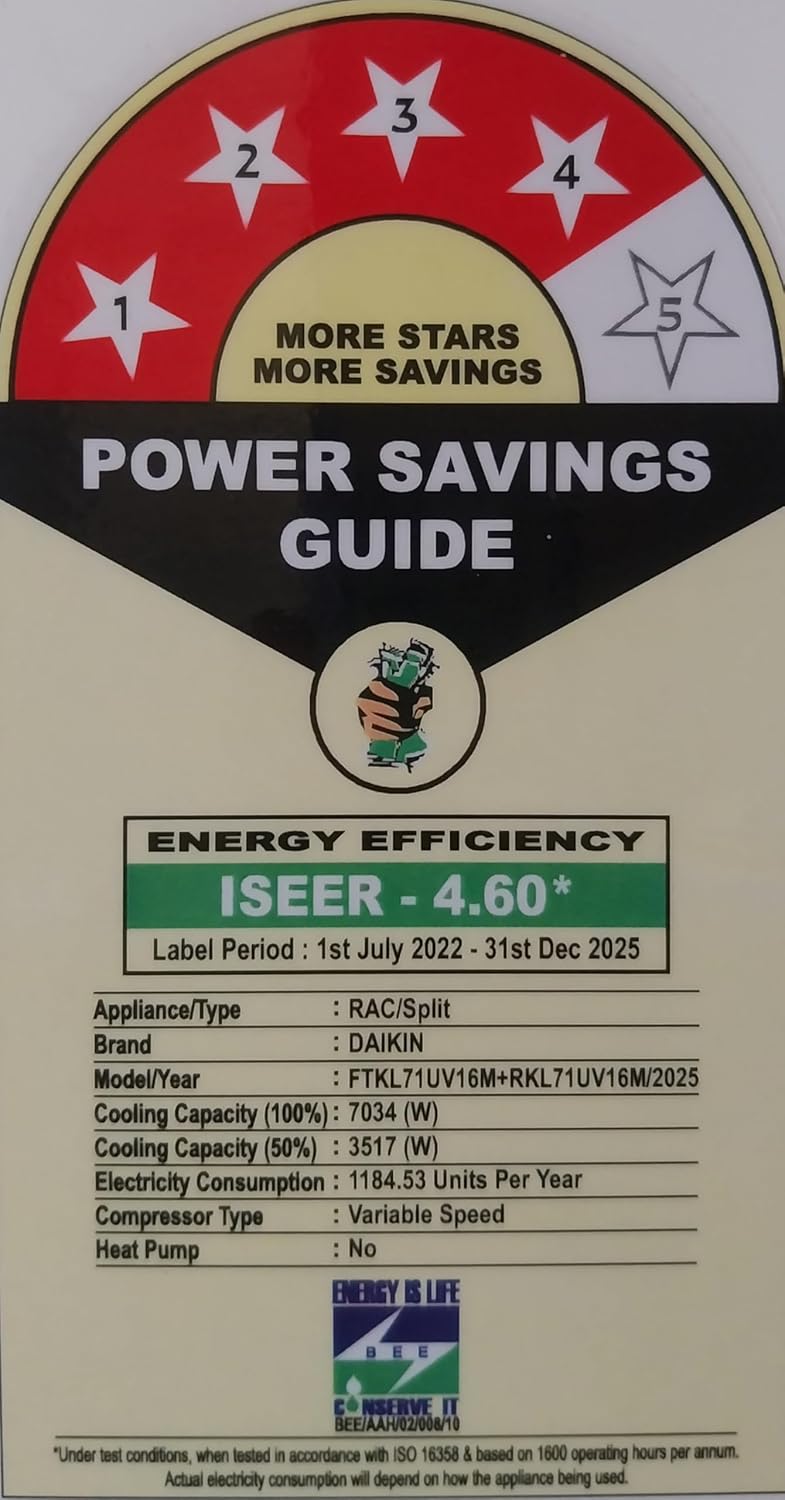 1
2
3
4
5
MORE STARS
MORE SAVINGS
POWER SAVINGS
GUIDE
ENERGY EFFICIENCY
ISEER - 4.60*
Label Period : 1st July 2022 - 31st Dec 2025
Appliance/Type : RAC/Split
Brand : DAIKIN
Model/Year : FTKL71UV16M+RKL71UV16M/2025
Cooling Capacity (100%) : 7034 (W)
Cooling Capacity (50%) : 3517 (W)
Electricity Consumption : 1184.53 Units Per Year
Compressor Type : Variable Speed
Heat Pump : No
ENERGY IS LIFE
BEE
CONSERVE IT
BEE/AAH/02/008/10
*Under test conditions, when tested in accordance with ISO 16358 & based on 1600 operating hours per annum.
Actual electricity consumption will depend on how the appliance being used.